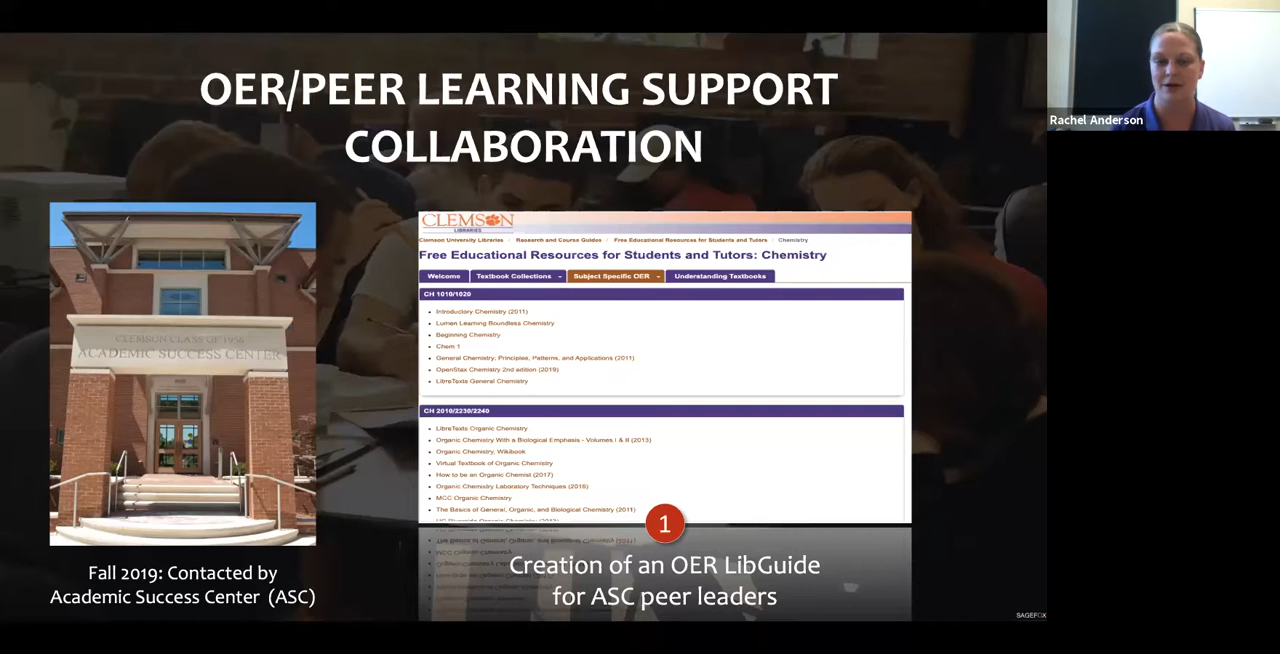 OER/PEER LEARNING SUPPORT
COLLABORATION
Rachel Anderson
CLEMSON CLASS OF 1956
ACADEMIC SUCCESS CENTER
Fall 2019: Contacted by
Academic Success Center (ASC)
CLEMSON
LIBRARIES
Clemson University Libraries / Research and Course Guides / Free Educational Resources for Students and Tutors / Chemistry
Free Educational Resources for Students and Tutors: Chemistry
Welcome Textbook Collections Subject Specific OER Understanding Textbooks
CH 1010/1020
Introductory Chemistry (2011)
Lumen Learning Boundless Chemistry
Beginning Chemistry
Chem 1
General Chemistry: Principles, Patterns, and Applications (2011)
OpenStax Chemistry 2nd edition (2019)
LibreTexts General Chemistry
CH 2010/2230/2240
LibreTexts Organic Chemistry
Organic Chemistry With a Biological Emphasis - Volumes I & II (2013)
Organic Chemistry, Wikibook
Virtual Textbook of Organic Chemistry
How to be an Organic Chemist (2017)
Organic Chemistry Laboratory Techniques (2016)
MCC Organic Chemistry
The Basics of General, Organic, and Biological Chemistry (2011)
1
Creation of an OER LibGuide
for ASC peer leaders
SAGEFOX